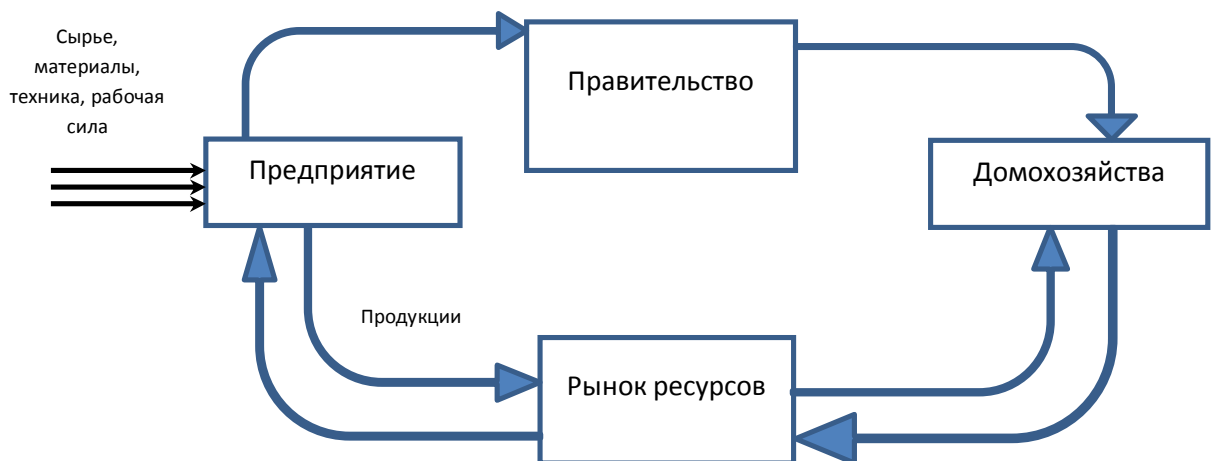 Сырье,
материалы,
техника, рабочая
сила
Правительство
Предприятие
Домохозяйства
Продукции
Рынок ресурсов